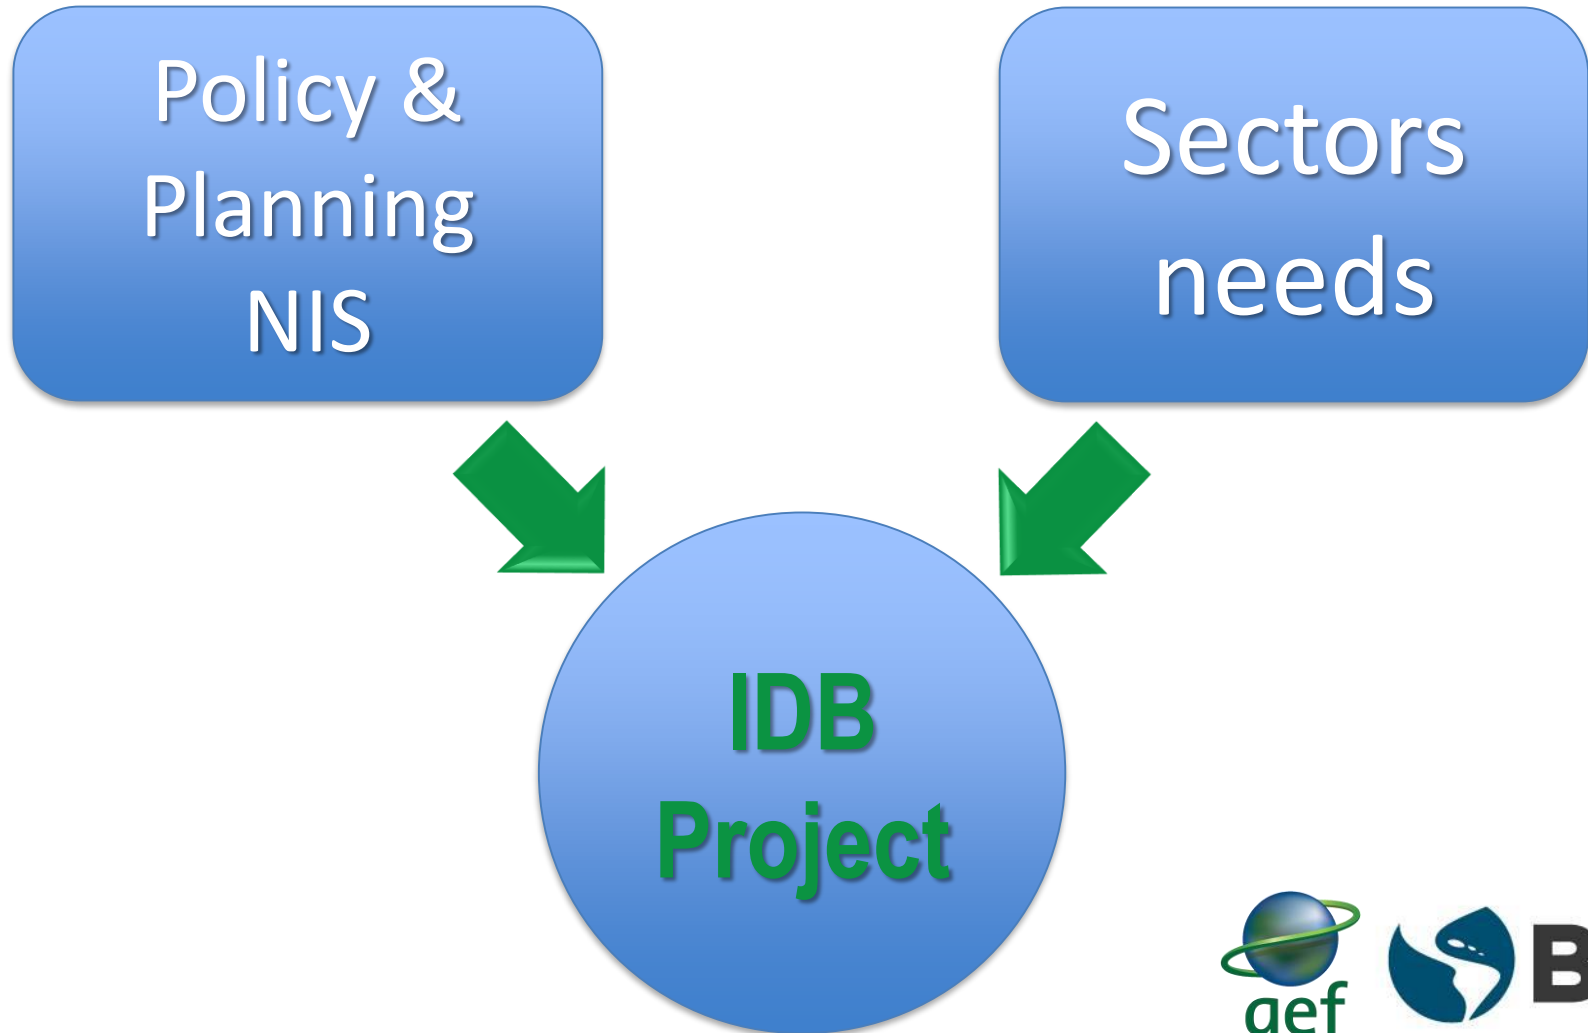 Policy &
Planning
NIS
Sectors
needs
IDB
Project
gef
B